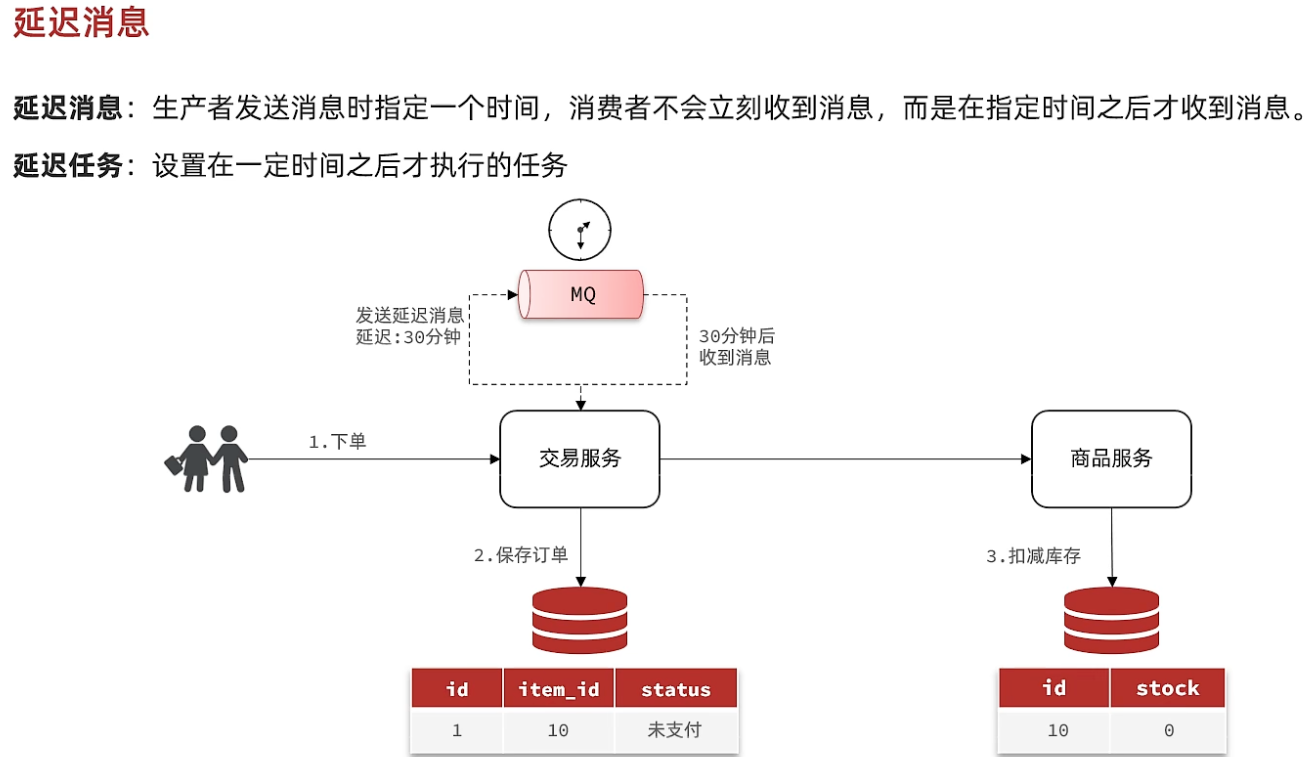 延迟消息
延迟消息：生产者发送消息时指定一个时间，消费者不会立刻收到消息，而是在指定时间之后才收到消息。
延迟任务：设置在一定时间之后才执行的任务
MQ
发送延迟消息
延迟:30分钟
30分钟后
收到消息
1.下单
交易服务
商品服务
2.保存订单
3.扣减库存
id item_id status
1 10 未支付
id stock
10 0